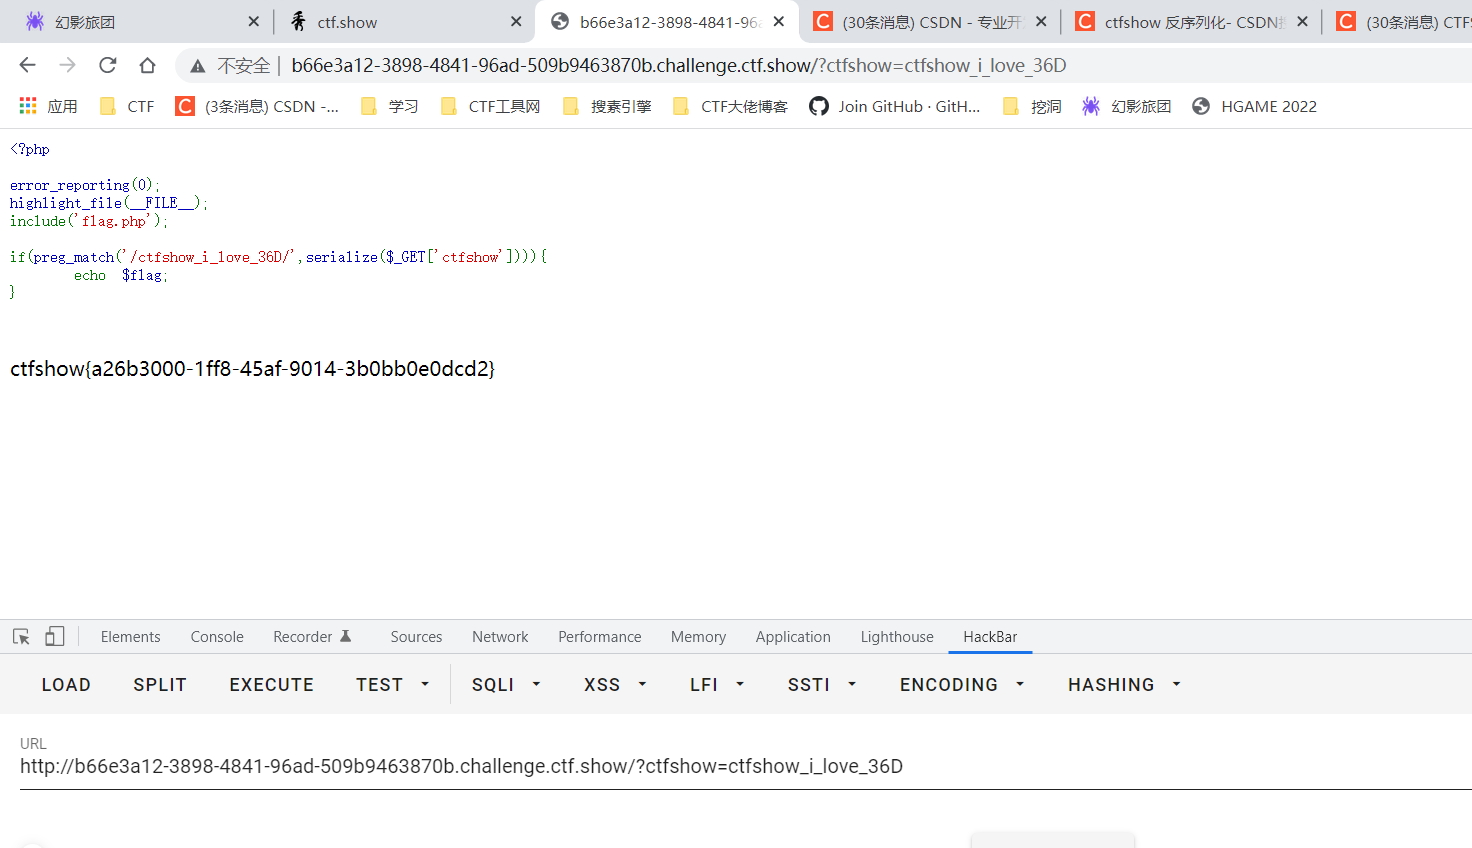 幻影旅团 ctf.show b66e3a12-3898-4841-96 (30条消息) CSDN - 专业开 ctfshow 反序列化- CSDN (30条消息) CTF
不安全 b66e3a12-3898-4841-96ad-509b9463870b.challenge.ctf.show/?ctfshow=ctfshow_i_love_36D
应用 CTF (3条消息) CSDN -... 学习 CTF工具网 搜素引擎 CTF大佬博客 Join GitHub · GitH... 挖洞 幻影旅团 HGAME 2022
<?php
error_reporting(0);
highlight_file(__FILE__);
include('flag.php');
if(preg_match('/ctfshow_i_love_36D/',serialize($_GET['ctfshow']))){
echo $flag;
}
ctfshow{a26b3000-1ff8-45af-9014-3b0bb0e0dcd2}
Elements Console Recorder Sources Network Performance Memory Application Lighthouse HackBar
LOAD SPLIT EXECUTE TEST SQLI XSS LFI SSTI ENCODING HASHING
URL
http://b66e3a12-3898-4841-96ad-509b9463870b.challenge.ctf.show/?ctfshow=ctfshow_i_love_36D